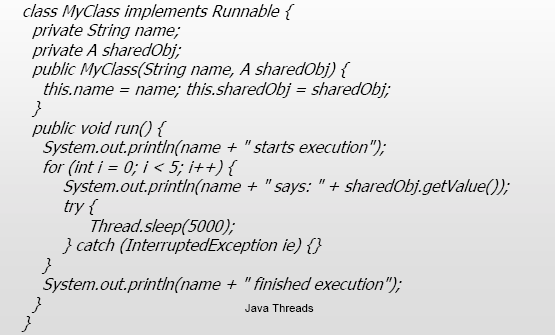 class MyClass implements Runnable {
private String name;
private A sharedObj;
public MyClass(String name, A sharedObj) {
this.name = name; this.sharedObj = sharedObj;
}
public void run() {
System.out.println(name + " starts execution");
for (int i = 0; i < 5; i++) {
System.out.println(name + " says: " + sharedObj.getValue());
try {
Thread.sleep(5000);
} catch (InterruptedException ie) {}
}
System.out.println(name + " finished execution");
}
Java Threads
}